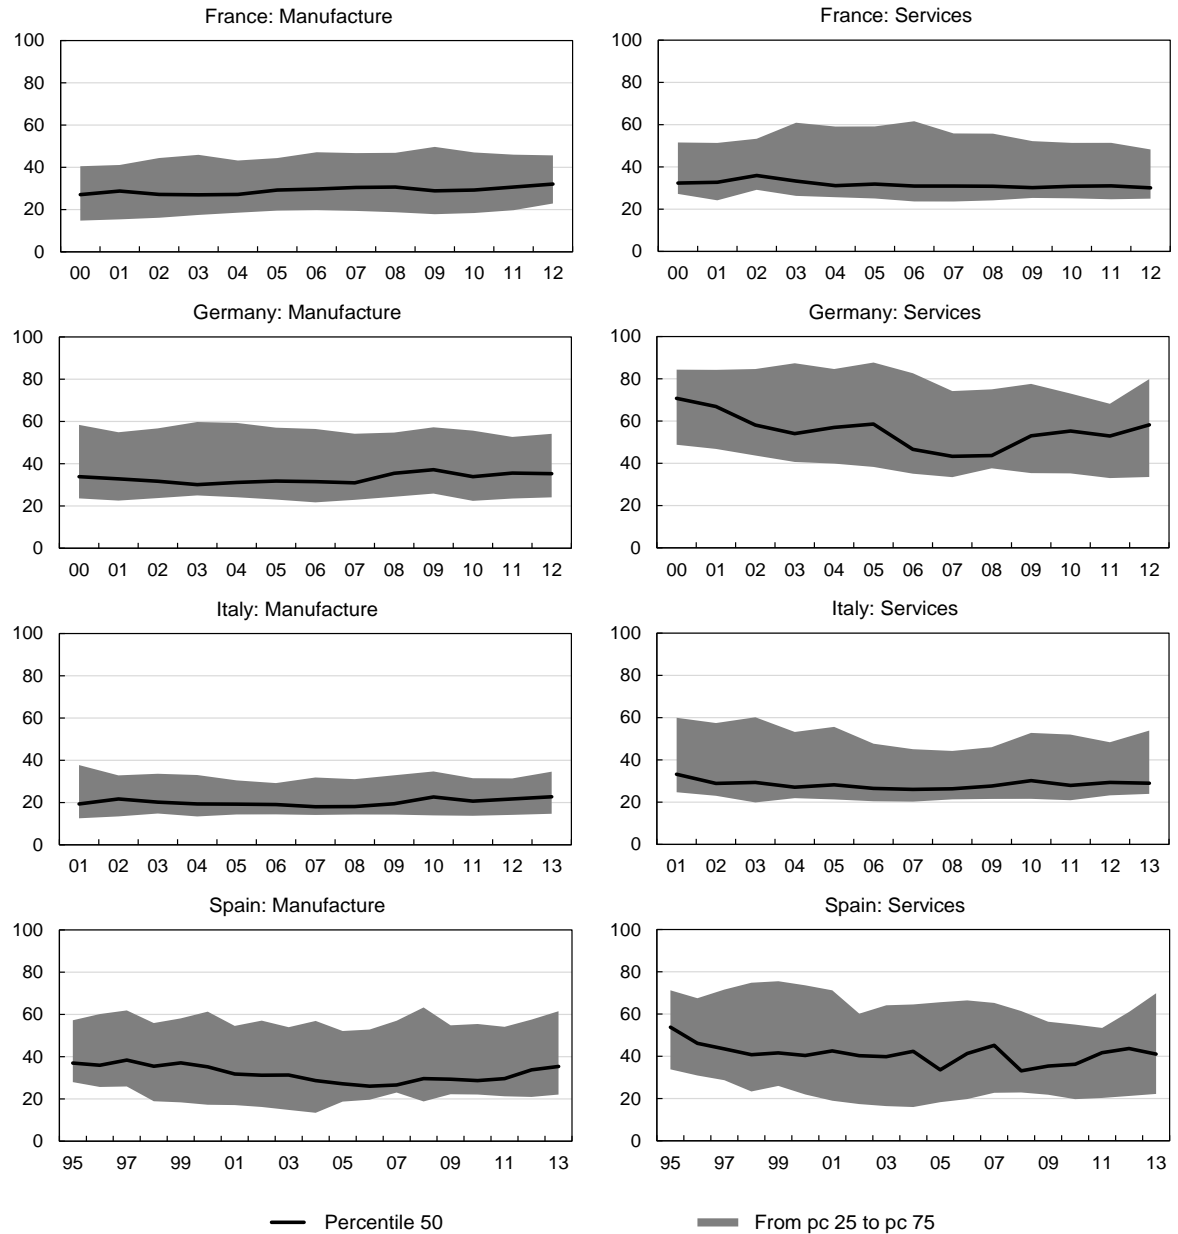 France: Manufacture
100
80
60
40
20
0
00 01 02 03 04 05 06 07 08 09 10 11 12
France: Services
100
80
60
40
20
0
00 01 02 03 04 05 06 07 08 09 10 11 12
Germany: Manufacture
100
80
60
40
20
0
00 01 02 03 04 05 06 07 08 09 10 11 12
Germany: Services
100
80
60
40
20
0
00 01 02 03 04 05 06 07 08 09 10 11 12
Italy: Manufacture
100
80
60
40
20
0
01 02 03 04 05 06 07 08 09 10 11 12 13
Italy: Services
100
80
60
40
20
0
01 02 03 04 05 06 07 08 09 10 11 12 13
Spain: Manufacture
100
80
60
40
20
0
95 97 99 01 03 05 07 09 11 13
Spain: Services
100
80
60
40
20
0
95 97 99 01 03 05 07 09 11 13
Percentile 50
From pc 25 to pc 75